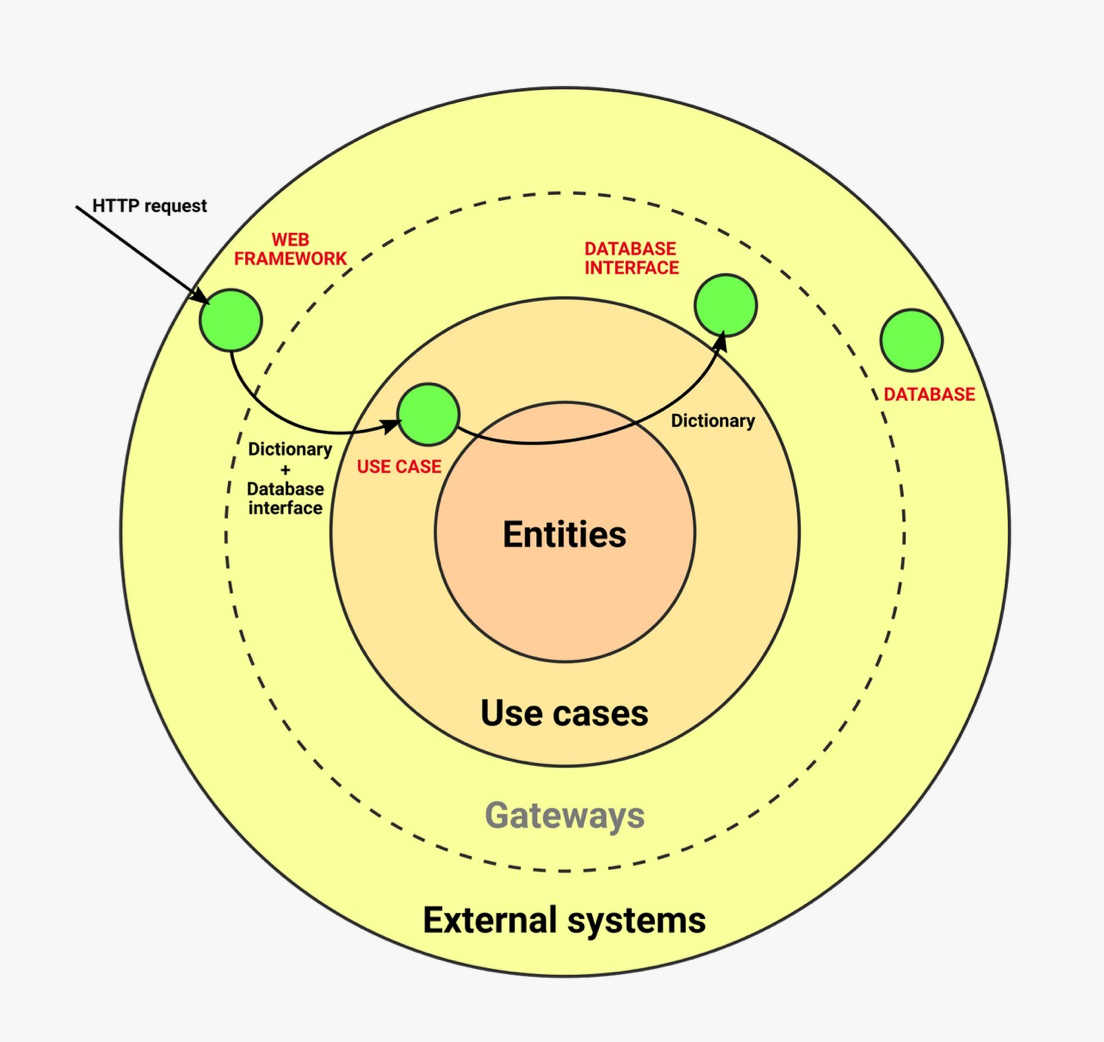 HTTP request
WEB
FRAMEWORK
DATABASE
INTERFACE
DATABASE
Dictionary
Dictionary
+
Database
interface
USE CASE
Entities
Use cases
Gateways
External systems